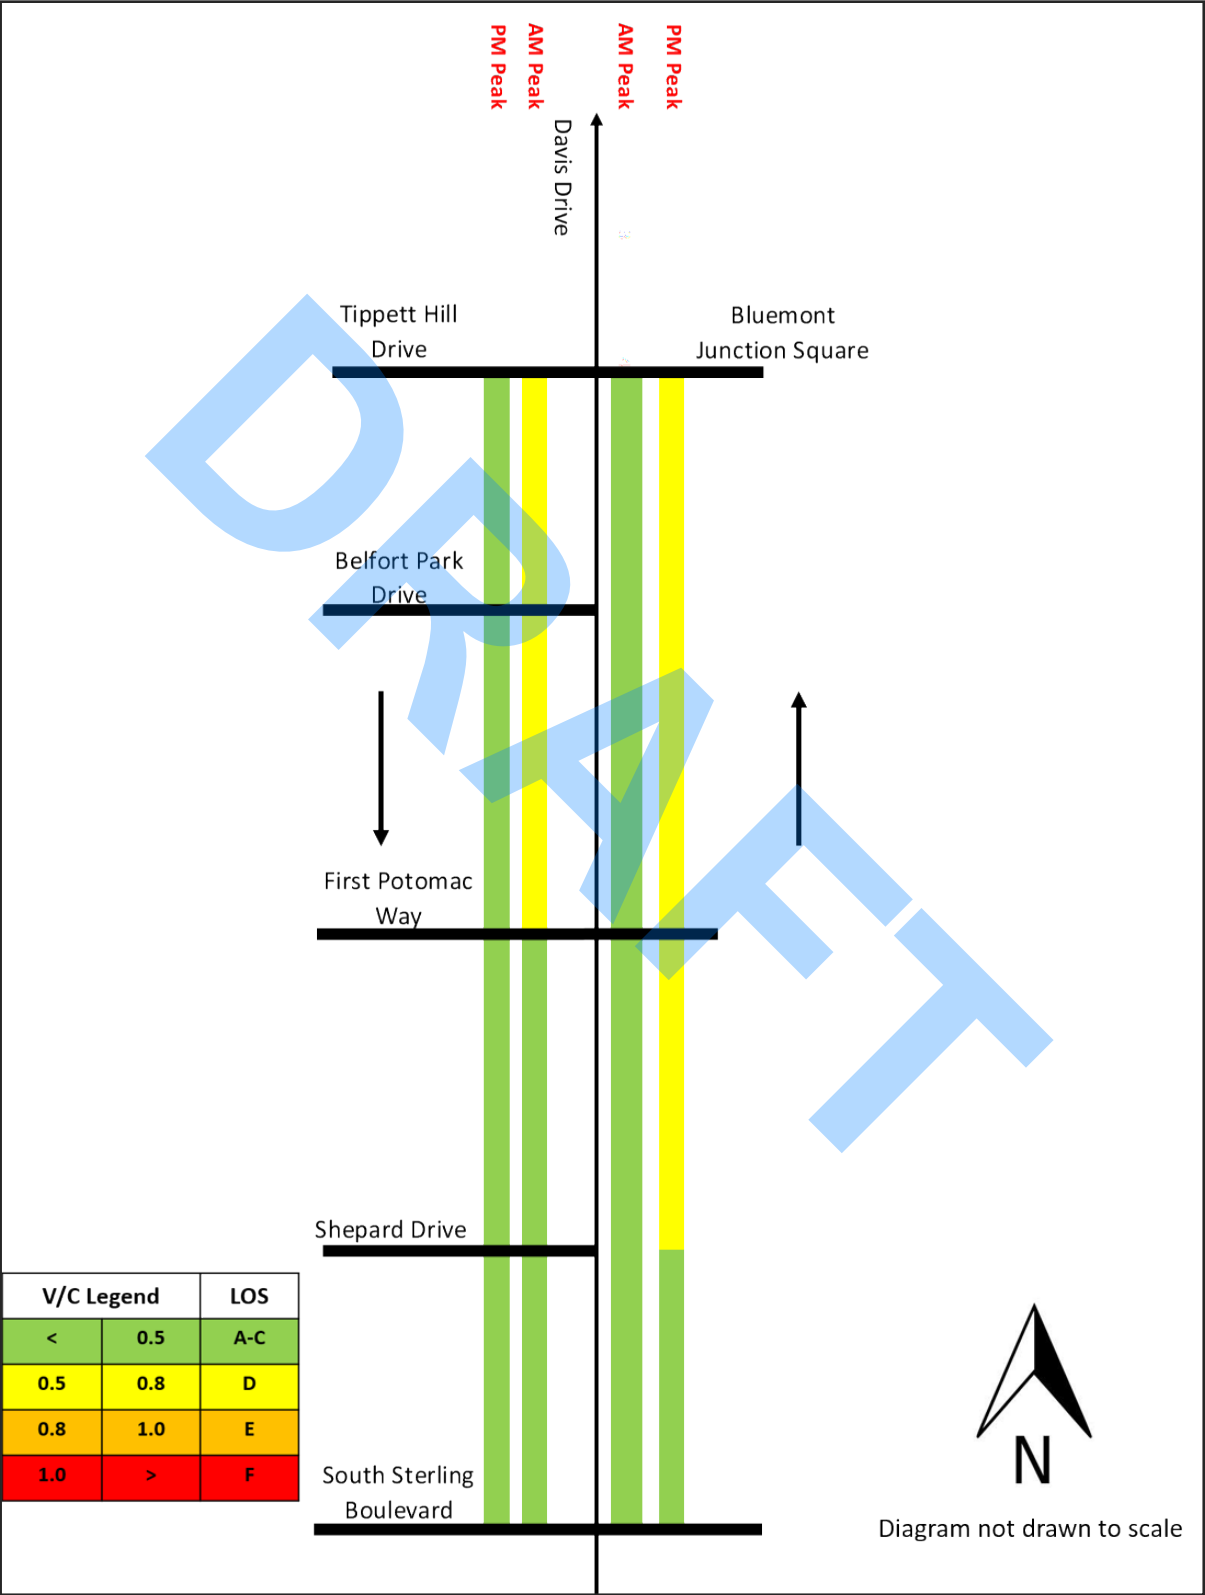 PM Peak
AM Peak
AM Peak
PM Peak
Davis Drive
Tippett Hill
Drive
Bluemont
Junction Square
Belfort Park
Drive
First Potomac
Way
Shepard Drive
South Sterling
Boulevard
V/C Legend LOS
< 0.5 A-C
0.5 0.8 D
0.8 1.0 E
1.0 > F
N
Diagram not drawn to scale
DRAFT